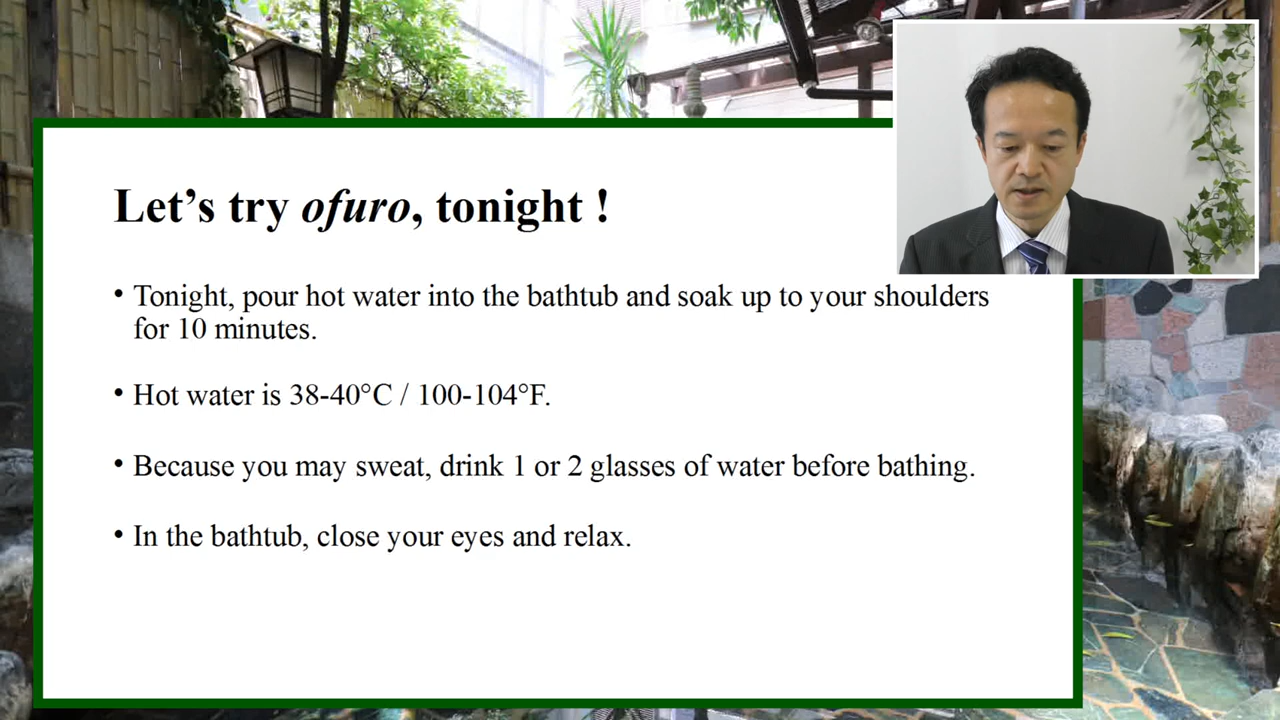 Let’s try ofuro, tonight !
• Tonight, pour hot water into the bathtub and soak up to your shoulders
for 10 minutes.
• Hot water is 38-40°C / 100-104°F.
• Because you may sweat, drink 1 or 2 glasses of water before bathing.
• In the bathtub, close your eyes and relax.